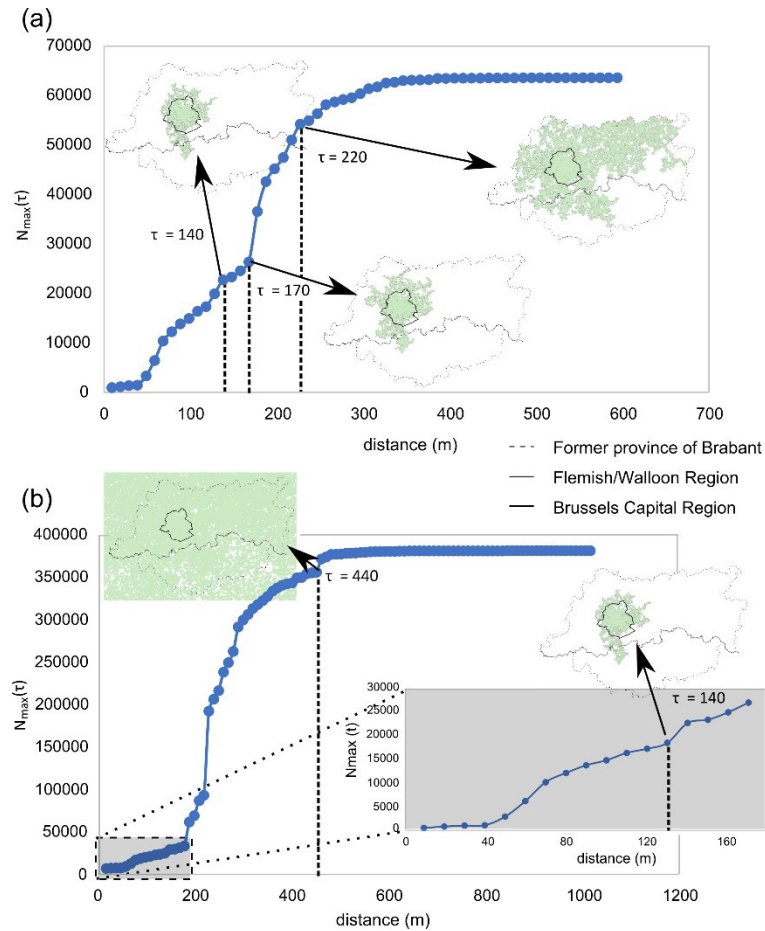 (a)
70000
60000
50000
40000
30000
20000
10000
0
Nmax(τ)
τ = 140
τ = 170
τ = 220
0 100 200 300 400 500 600 700
distance (m)
Former province of Brabant
Flemish/Walloon Region
Brussels Capital Region
(b)
400000
350000
300000
250000
200000
150000
100000
50000
0
Nmax(τ)
τ = 440
0 200 400 600 800 1000 1200
distance (m)
τ = 140
30000
25000
20000
15000
10000
5000
0
Nmax (t)
0 40 80 120 160
distance (m)